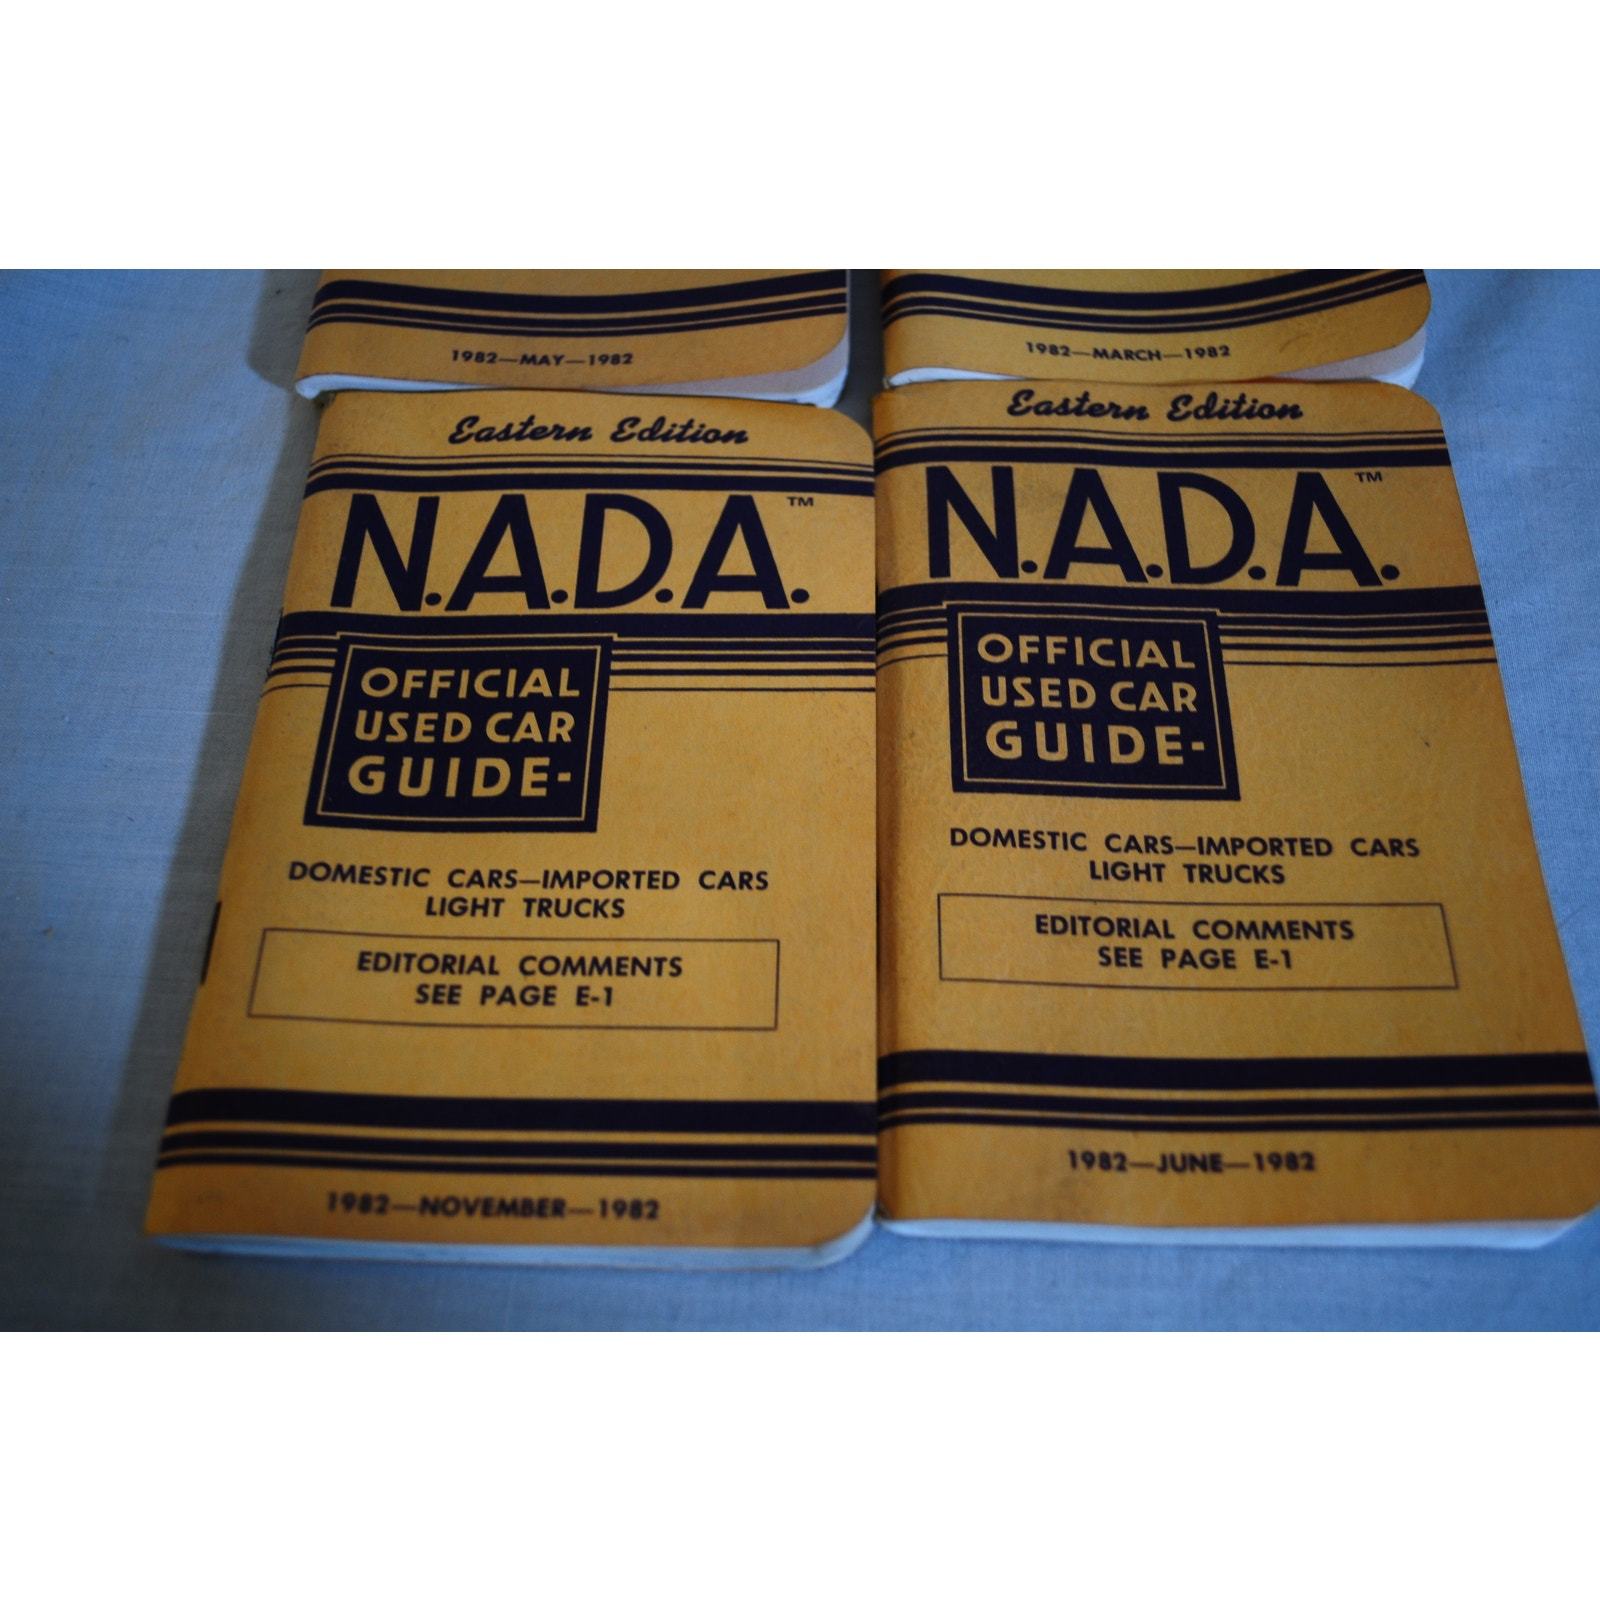 1982—MAY—1982
1982—MARCH—1982
Eastern Edition
N.A.D.A.™
OFFICIAL
USED CAR
GUIDE-
DOMESTIC CARS—IMPORTED CARS
LIGHT TRUCKS
EDITORIAL COMMENTS
SEE PAGE E-1
1982—NOVEMBER—1982
Eastern Edition
N.A.D.A.™
OFFICIAL
USED CAR
GUIDE-
DOMESTIC CARS—IMPORTED CARS
LIGHT TRUCKS
EDITORIAL COMMENTS
SEE PAGE E-1
1982—JUNE—1982